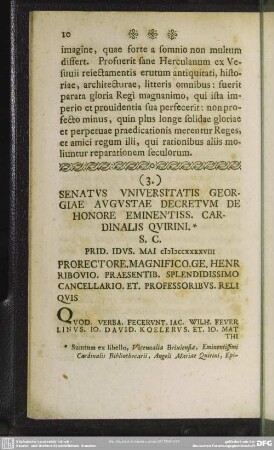 10 * * *
imagine, quae forte a somnio non multum
differt. Profuerit sane Herculanum ex Ve-
suuii reiectamentis erutum antiquitati, histo-
riae, architecturae, litteris omnibus: fuerit
parata gloria Regi magnanimo, qui ista im-
perio et prouidentia sua perfecerit: non pro-
fecto minus, quin plus longe solidae gloriae
et perpetuae praedicationis merentur Reges,
et amici regum illi, qui rationibus aliis mo-
liuntur reparationem seculorum.
(3.)
SENATVS VNIVERSITATIS GEOR-
GIAE AVGVSTAE DECRETVM DE
HONORE EMINENTISS. CAR-
DINALIS QVIRINI.*
S. C.
PRID. IDVS. MAI cIↃIↃccXXXXVIII
PRORECTORE.MAGNIFICO.GE. HENR
RIBOVIO. PRAESENTIB. SPLENDIDISSIMO
CANCELLARIO. ET. PROFESSORIBVS. RELI
QVIS
QVOD. VERBA. FECERVNT. IAC. WILH. FEVER
LINVS. IO. DAVID. KOELERVS. ET. IO. MAT
THI
* Sumtum ex libello, Viennalia Brixiensia, Eminentissimi
Cardinalis Bibliothecarii, Angeli Mariae Quirini, Epi-